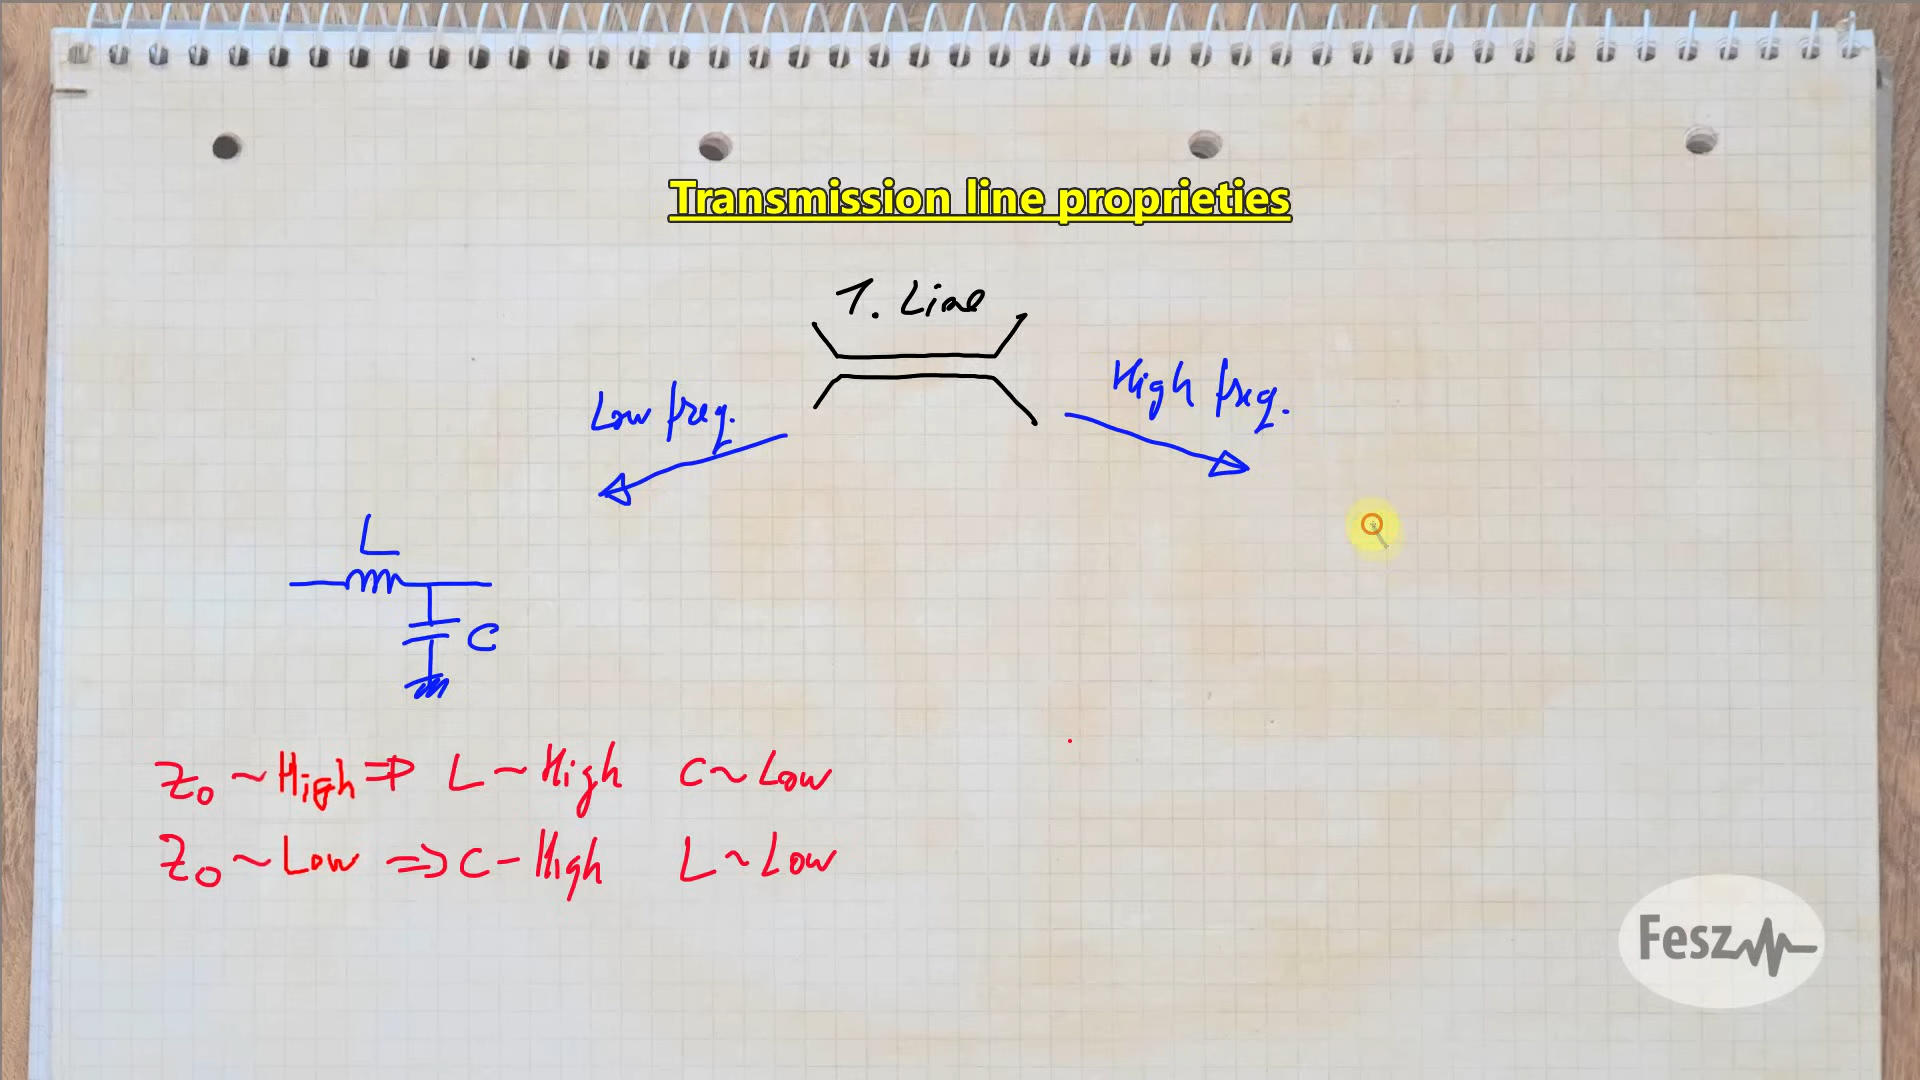 Transmission line proprieties
T. Line
Low freq.
High freq.
L
C
Z₀ ~ High ⇒ L ~ High C ~ Low
Z₀ ~ Low ⇒ C - High L ~ Low
Fesz